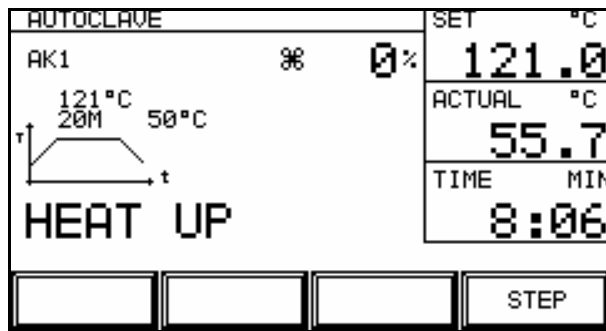 AUTOCLAVE
AK1 ⌘ 0%
121°C
20M 50°C
T
t
HEAT UP
SET °C
121.0
ACTUAL °C
55.7
TIME MIN
8:06
STEP